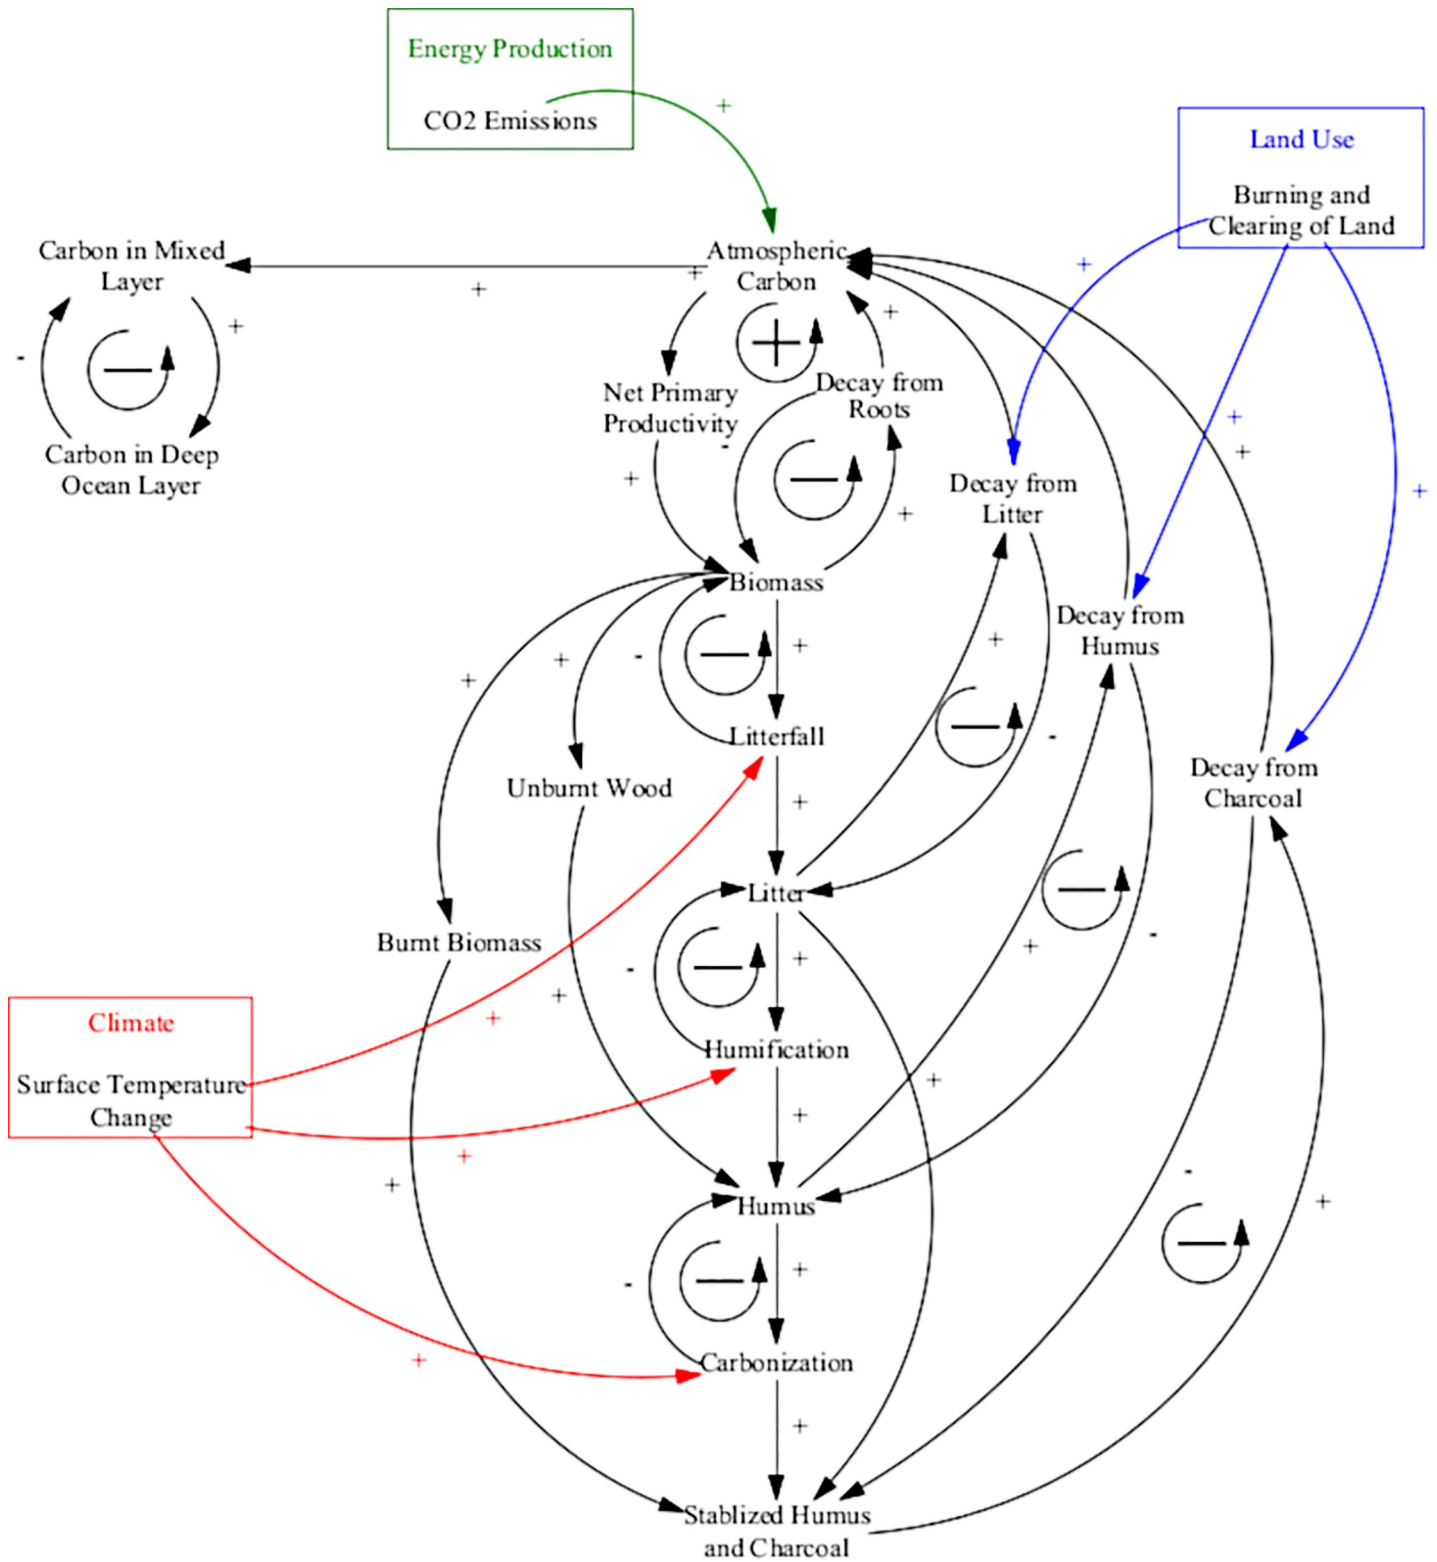 Energy Production
CO2 Emissions
+
Land Use
Burning and
Clearing of Land
Carbon in Mixed
Layer
+
Atmospheric
Carbon
+
+
+
+
-
+
+
Net Primary
Productivity
Decay from
Roots
+
+
-
Carbon in Deep
Ocean Layer
+
+
+
Decay from
Litter
Biomass
Decay from
Humus
+
+
+
-
+
-
Litterfall
Decay from
Charcoal
Unburnt Wood
+
Litter
Burnt Biomass
-
+
+
+
-
Climate
+
Humification
Surface Temperature
Change
+
+
+
+
-
+
Humus
-
+
+
Carbonization
+
Stablized Humus
and Charcoal